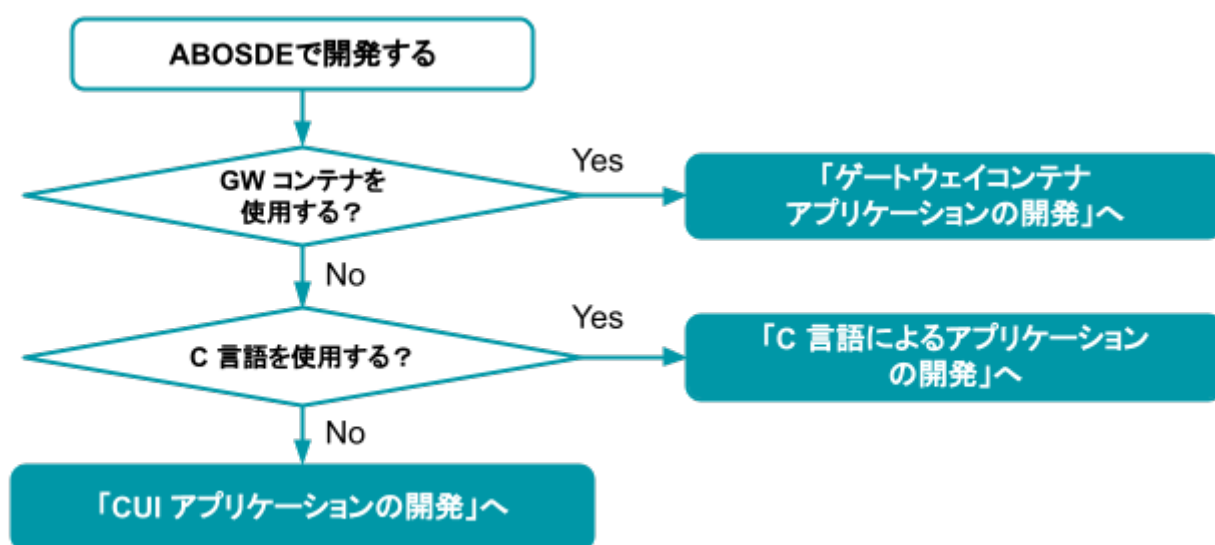 ABOSDEで開発する
GW コンテナを
使用する？
Yes
「ゲートウェイコンテナ
アプリケーションの開発」へ
No
C 言語を使用する？
Yes
「C 言語によるアプリケーション
の開発」へ
No
「CUI アプリケーションの開発」へ